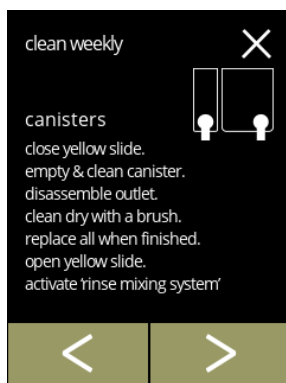 clean weekly
canisters
close yellow slide.
empty & clean canister.
disassemble outlet.
clean dry with a brush.
replace all when finished.
open yellow slide.
activate ‘rinse mixing system’